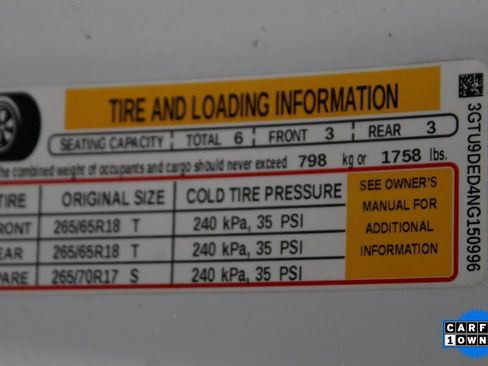 TIRE AND LOADING INFORMATION
SEATING CAPACITY TOTAL 6 FRONT 3 REAR 3
The combined weight of occupants and cargo should never exceed 798 kg or 1758 lbs.
TIRE ORIGINAL SIZE COLD TIRE PRESSURE
FRONT 265/65R18 T 240 kPa, 35 PSI
REAR 265/65R18 T 240 kPa, 35 PSI
SPARE 265/70R17 S 240 kPa, 35 PSI
SEE OWNER'S
MANUAL FOR
ADDITIONAL
INFORMATION
3GTU9DED4NG150996
CARF
1 OWN